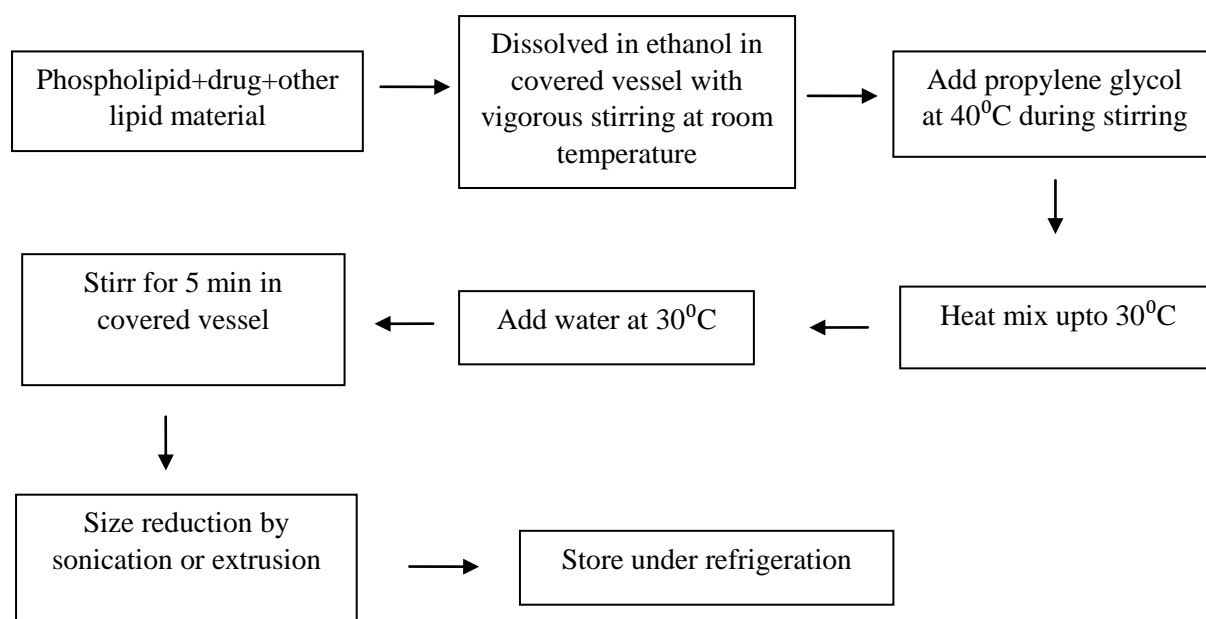 Phospholipid+drug+other
lipid material
Dissolved in ethanol in
covered vessel with
vigorous stirring at room
temperature
Add propylene glycol
at 40⁰C during stirring
Heat mix upto 30⁰C
Add water at 30⁰C
Stirr for 5 min in
covered vessel
Size reduction by
sonication or extrusion
Store under refrigeration